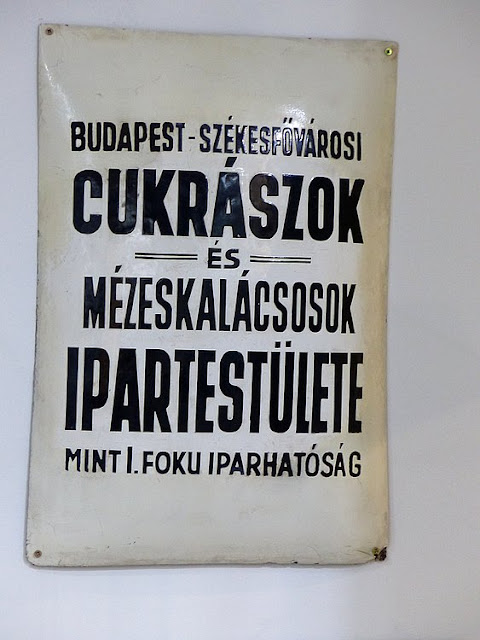 BUDAPEST-SZÉKESFŐVÁROSI
CUKRÁSZOK
ÉS
MÉZESKALÁCSOSOK
IPARTESTÜLETE
MINT I. FOKU IPARHATÓSÁG